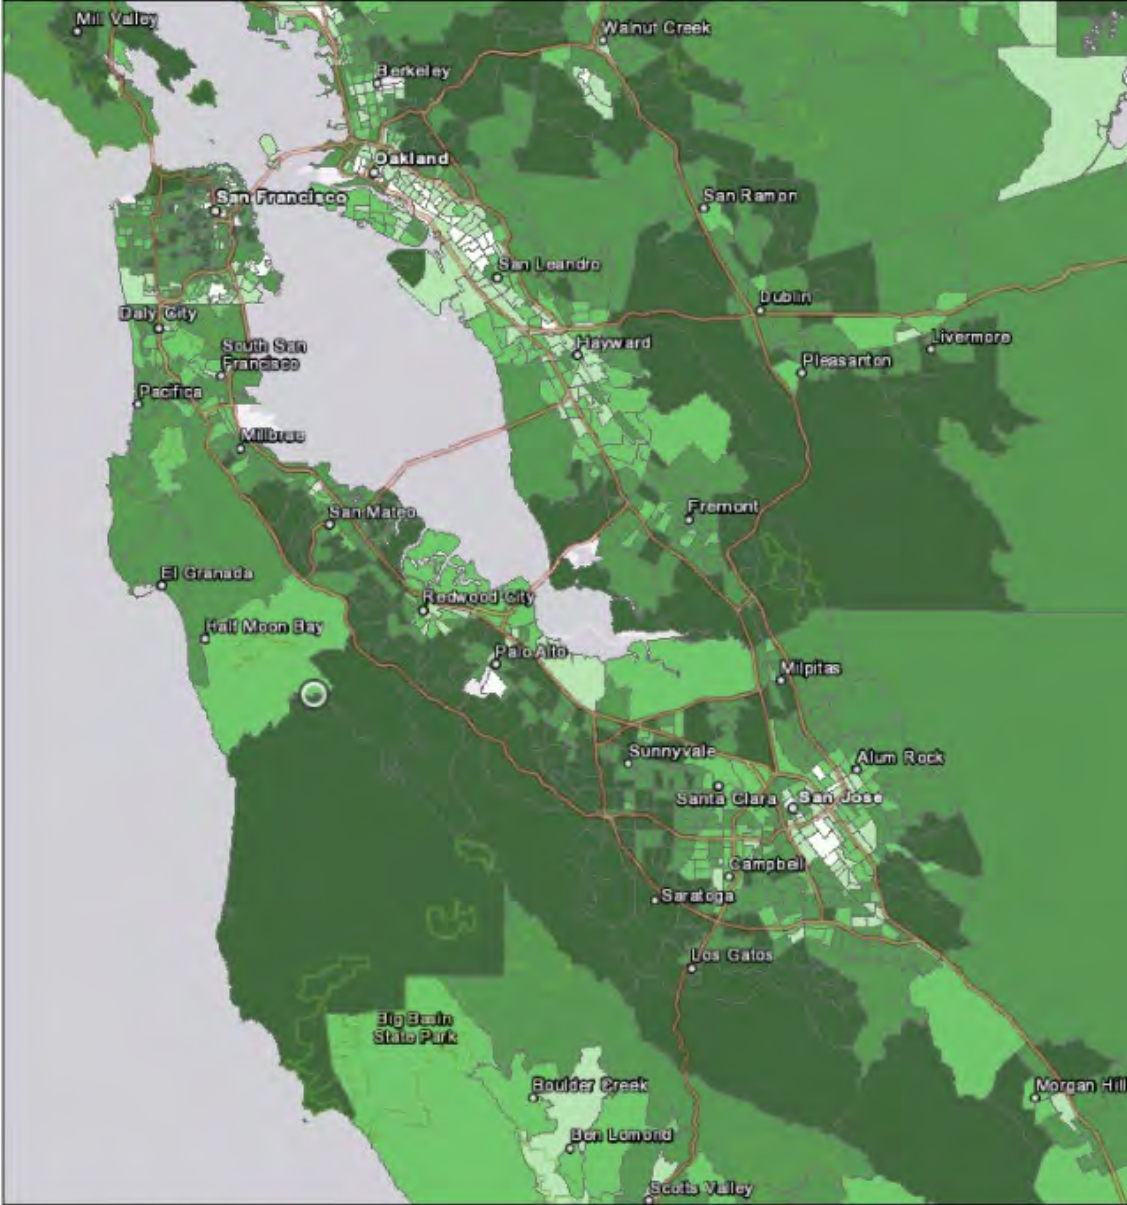 Mill Valley
Walnut Creek
Berkeley
Oakland
San Francisco
San Ramon
San Leandro
Dublin
Daly City
Livermore
South San
Francisco
Hayward
Pleasanton
Pacifica
Millbrae
San Mateo
Fremont
El Granada
Redwood City
Half Moon Bay
Palo Alto
Milpitas
Sunnyvale
Alum Rock
Santa Clara
San Jose
Campbell
Saratoga
Los Gatos
Big Basin
State Park
Boulder Creek
Morgan Hill
Ben Lomond
Scotts Valley